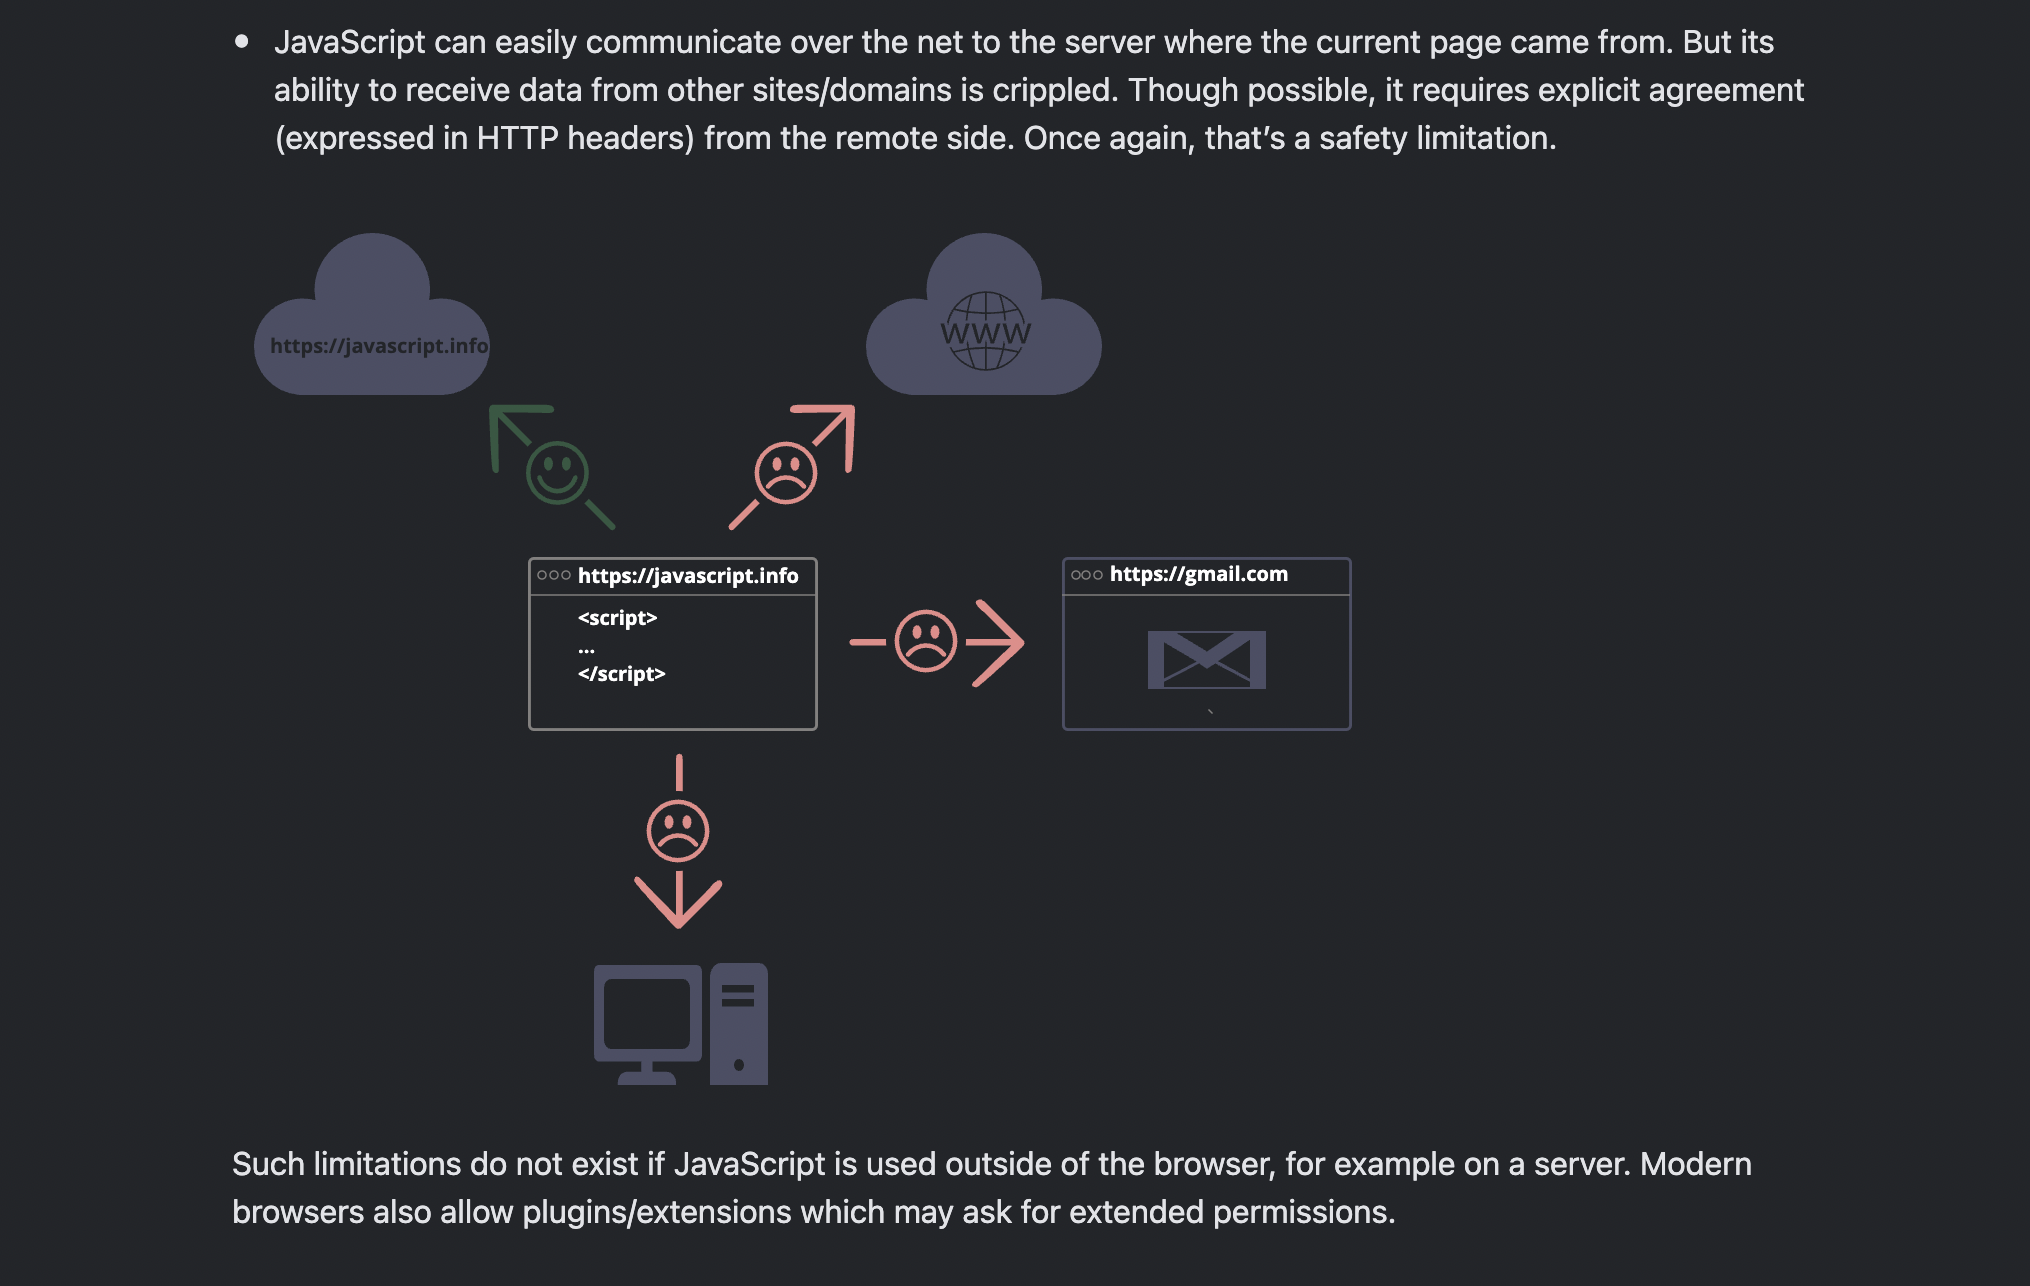 JavaScript can easily communicate over the net to the server where the current page came from. But its
ability to receive data from other sites/domains is crippled. Though possible, it requires explicit agreement
(expressed in HTTP headers) from the remote side. Once again, that’s a safety limitation.
https://javascript.info
WWW
https://javascript.info
<script>
...
</script>
https://gmail.com
Such limitations do not exist if JavaScript is used outside of the browser, for example on a server. Modern
browsers also allow plugins/extensions which may ask for extended permissions.